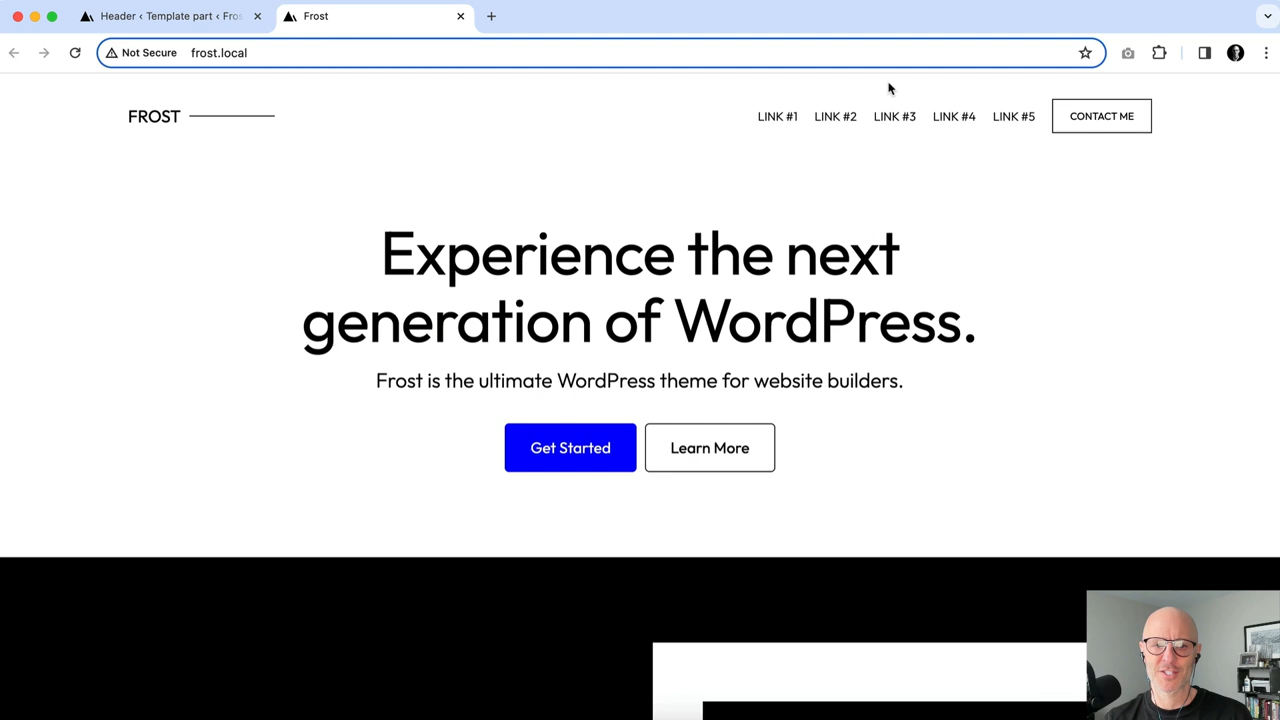 Header ‹ Template part ‹ Fros
Frost
Not Secure
frost.local
FROST
LINK #1
LINK #2
LINK #3
LINK #4
LINK #5
CONTACT ME
Experience the next
generation of WordPress.
Frost is the ultimate WordPress theme for website builders.
Get Started
Learn More